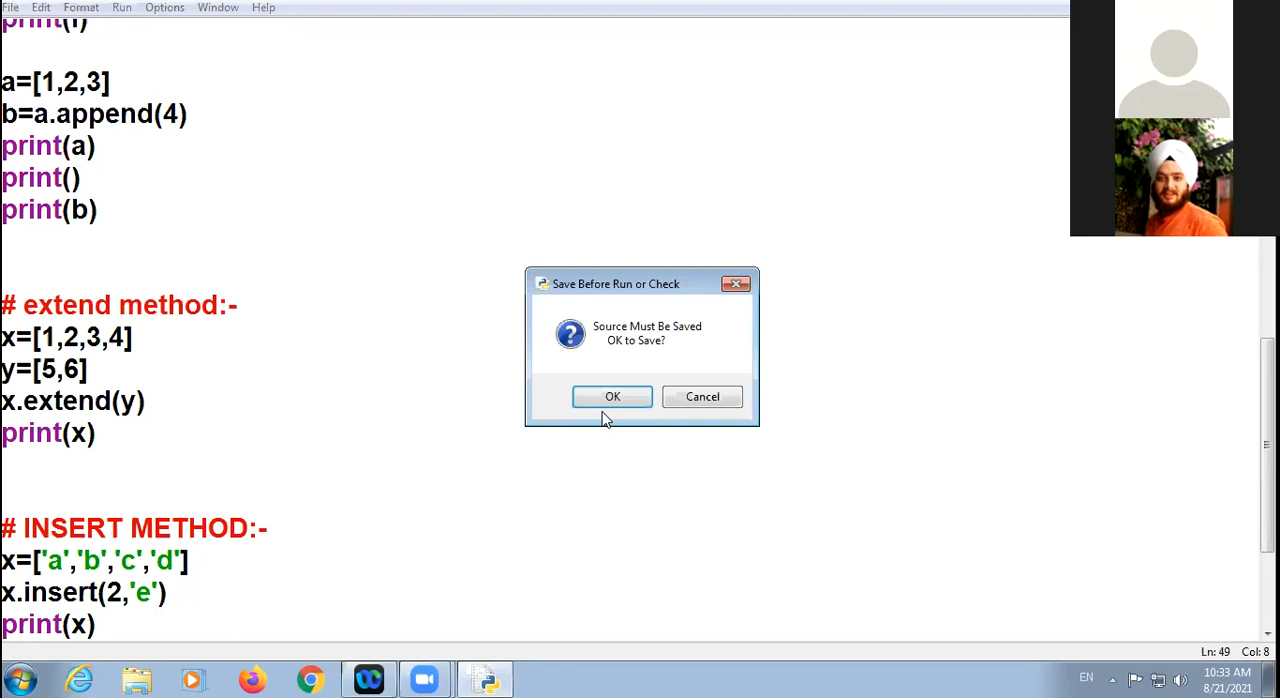 File Edit Format Run Options Window Help
print(l)
a=[1,2,3]
b=a.append(4)
print(a)
print()
print(b)
# extend method:-
x=[1,2,3,4]
y=[5,6]
x.extend(y)
print(x)
# INSERT METHOD:-
x=['a','b','c','d']
x.insert(2,'e')
print(x)
Save Before Run or Check
Source Must Be Saved
OK to Save?
OK Cancel
Ln: 49 Col: 8
EN
10:33 AM
8/21/2021